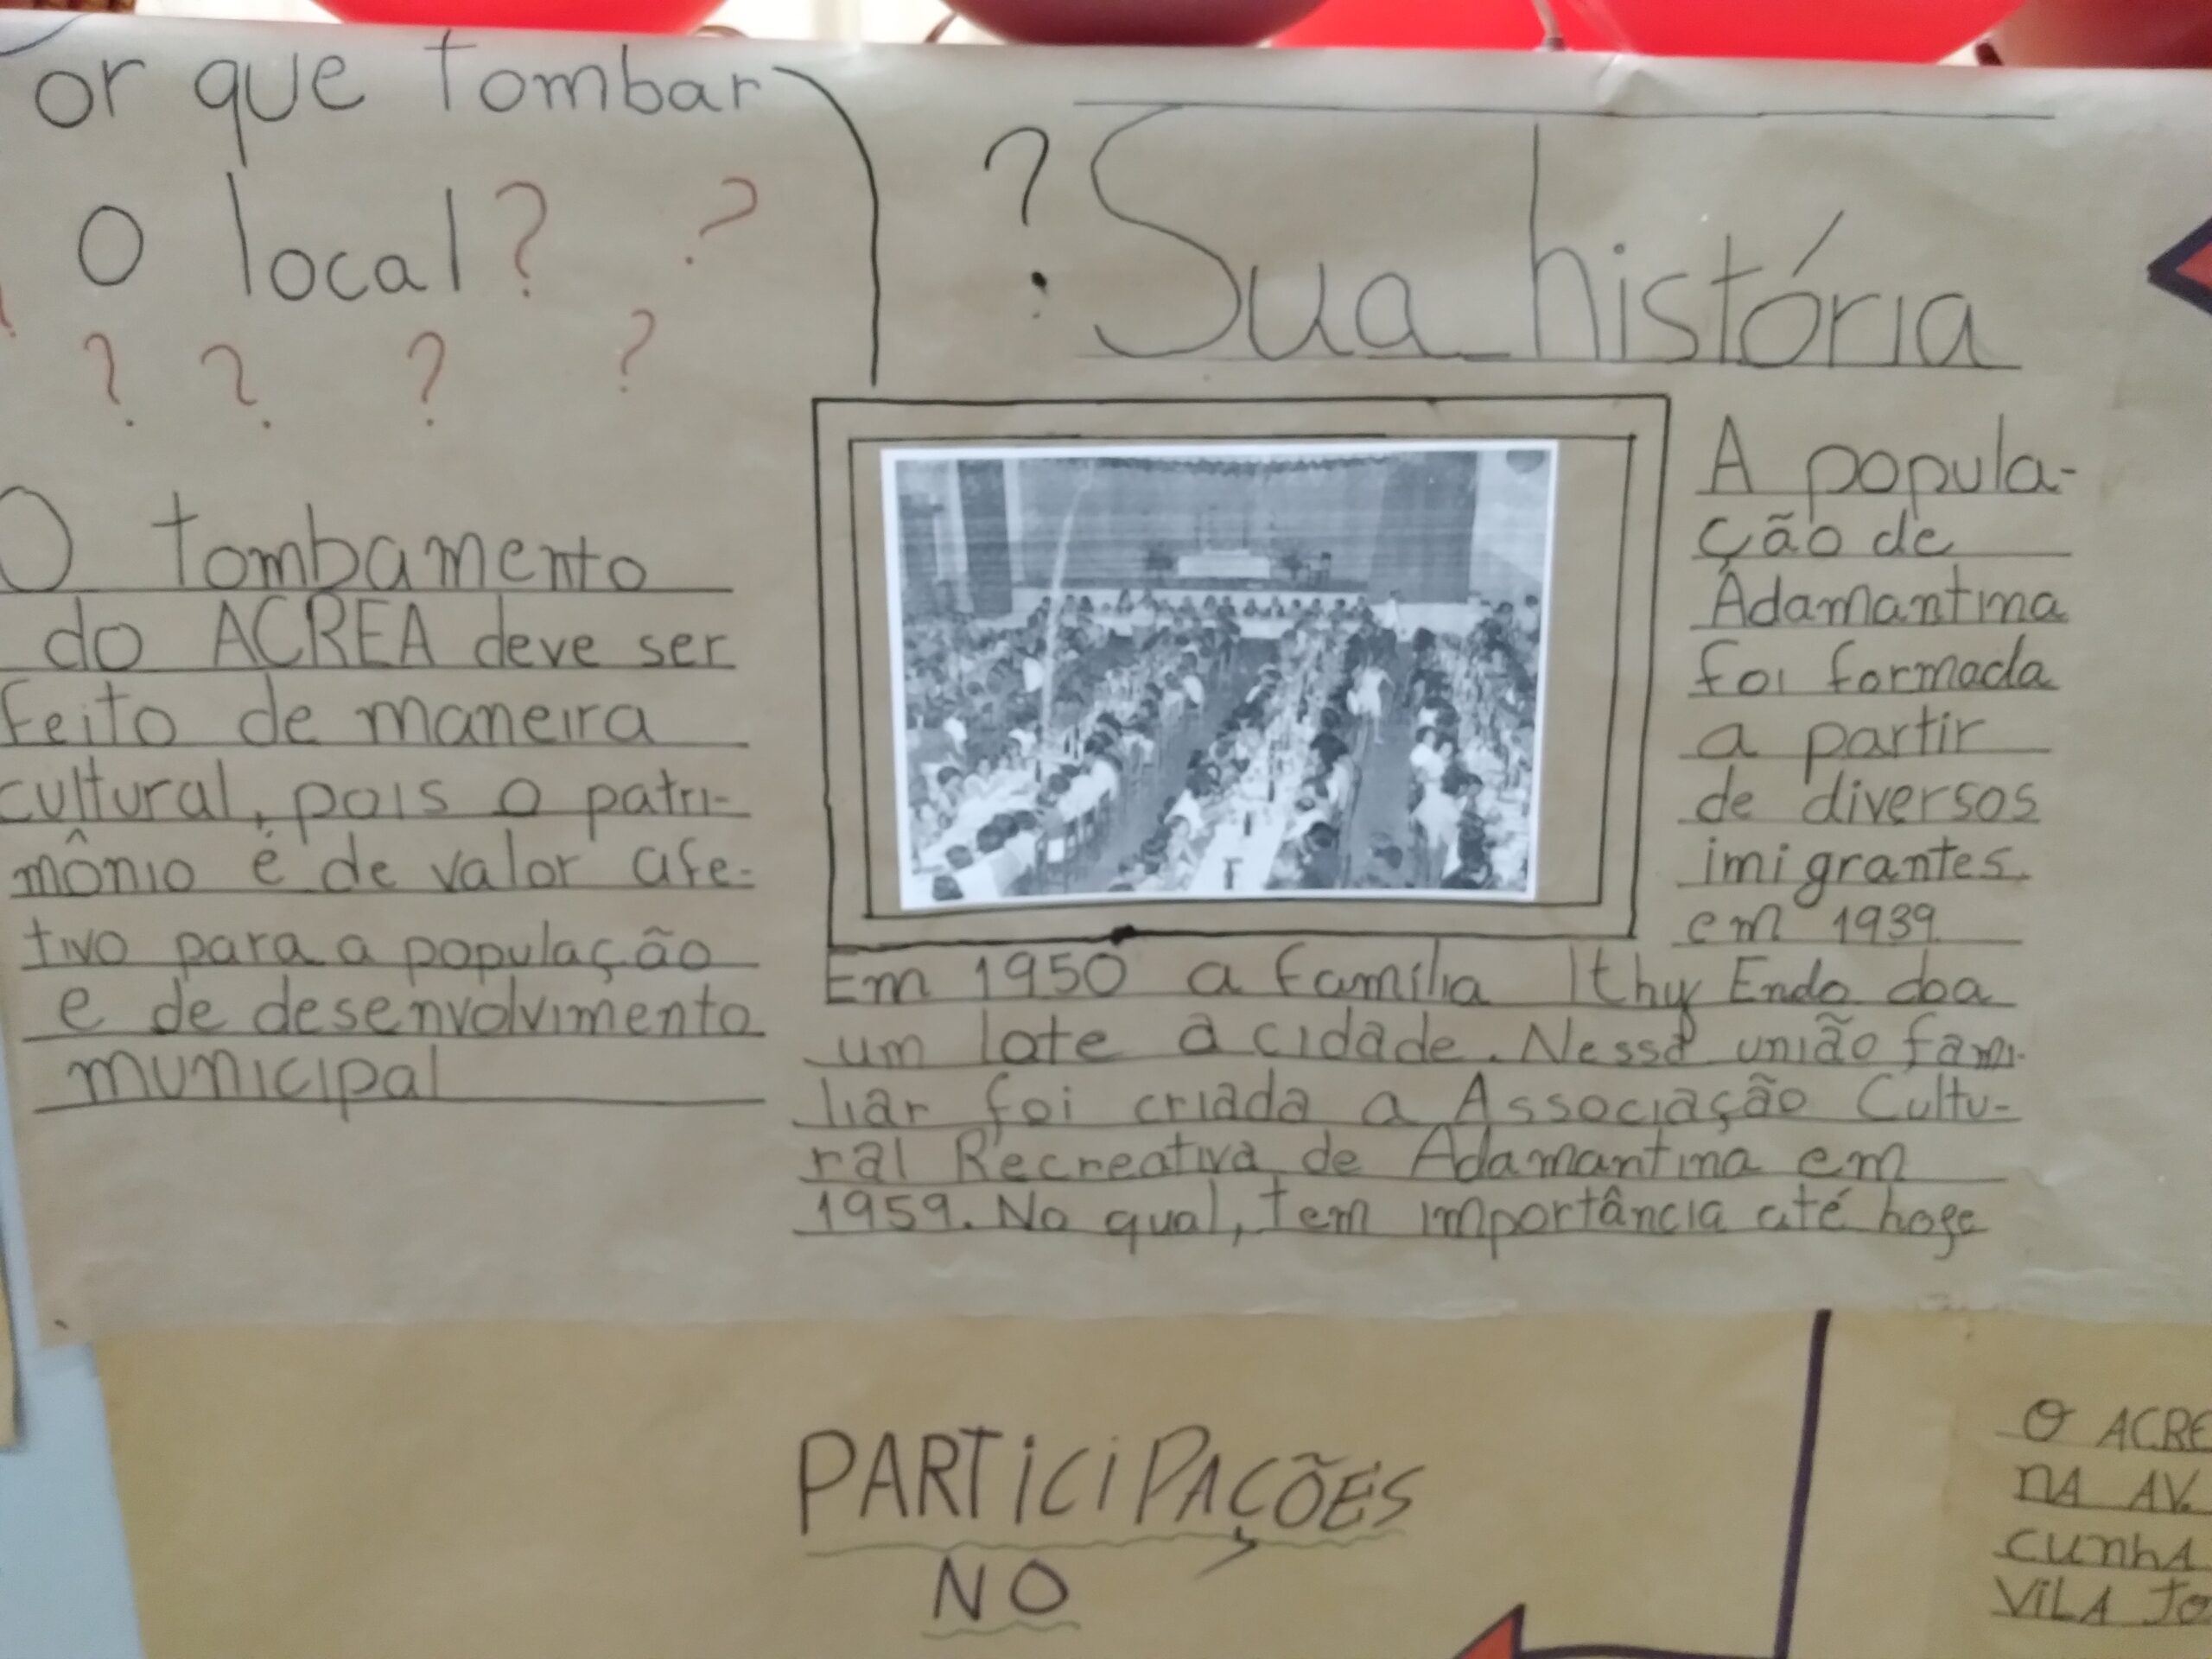 or que tombar
o local? ?
? ? ? ?
O tombamento
do ACREA deve ser
feito de maneira
cultural, pois o patri-
mônio é de valor afe-
tivo para a população
e de desenvolvimento
municipal
?
Sua história
A popula-
ção de
Adamantina
foi formada
a partir
de diversos
imigrantes
em 1939
Em 1950 a família Ithy Endo doa
um lote a cidade. Nessa união fami-
liar foi criada a Associação Cultu-
ral Recreativa de Adamantina em
1959. No qual, tem importância até hoje
PARTiCiPAÇÕES
NO
O ACRE
NA AV.
CUNHA
ViLA JO